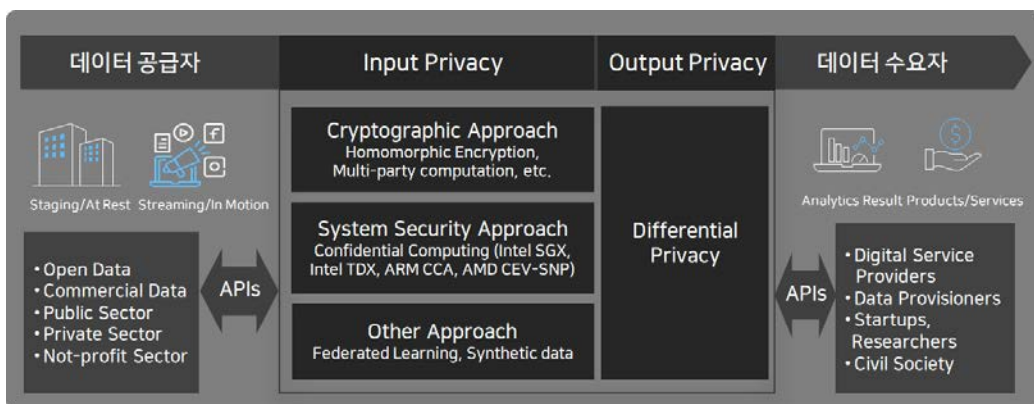 데이터 공급자
Input Privacy
Output Privacy
데이터 수요자
Staging/At Rest
Streaming/In Motion
• Open Data
• Commercial Data
• Public Sector
• Private Sector
• Not-profit Sector
APIs
Cryptographic Approach
Homomorphic Encryption,
Multi-party computation, etc.
System Security Approach
Confidential Computing (Intel SGX,
Intel TDX, ARM CCA, AMD CEV-SNP)
Other Approach
Federated Learning, Synthetic data
Differential
Privacy
APIs
Analytics Result
Products/Services
• Digital Service
Providers
• Data Provisioners
• Startups,
Researchers
• Civil Society